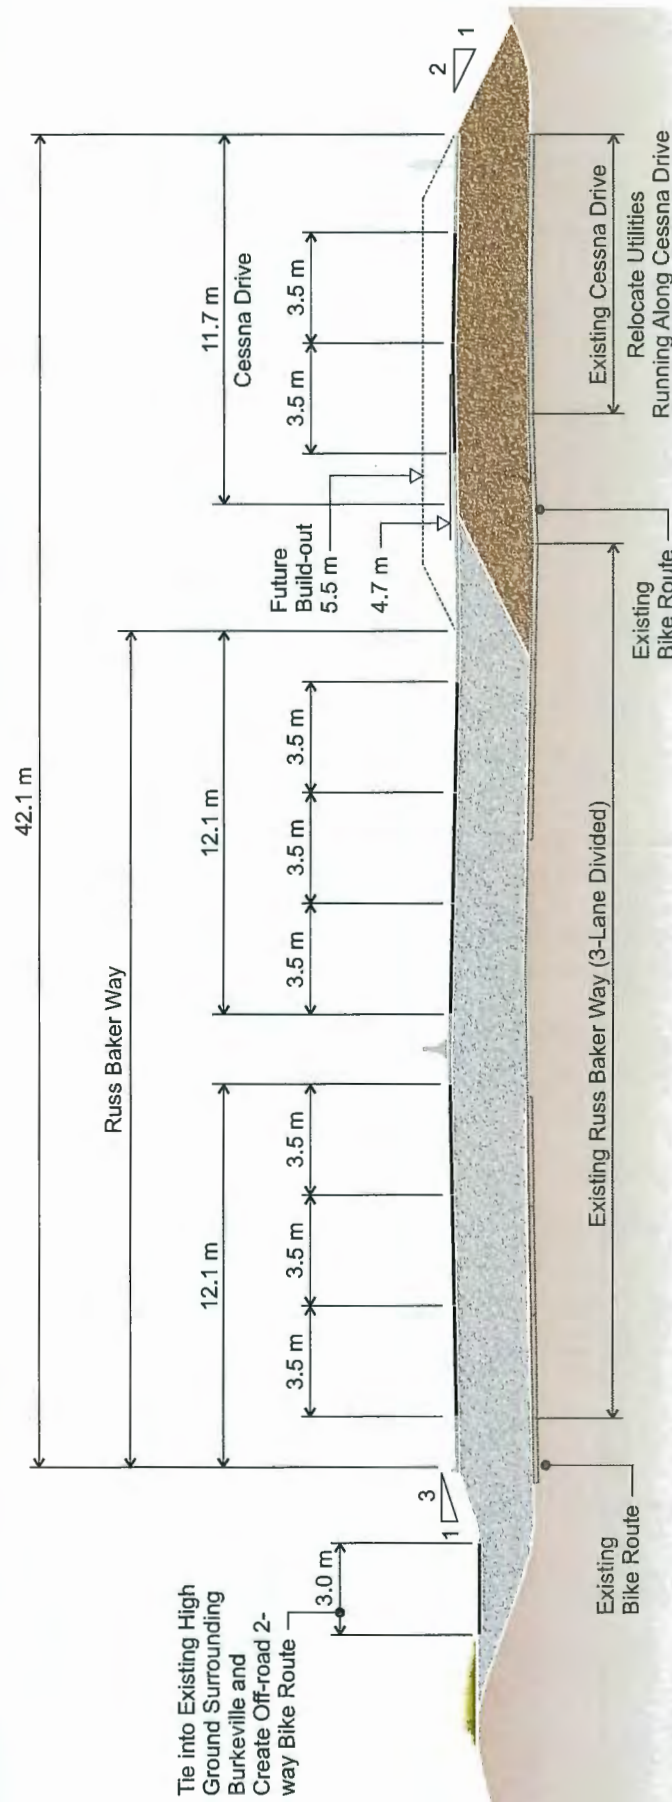 42.1 m
Russ Baker Way
11.7 m
Cessna Drive
12.1 m
12.1 m
3.5 m
3.5 m
3.5 m
3.5 m
3.5 m
3.5 m
3.5 m
3.5 m
Future
Build-out
5.5 m
4.7 m
Tie into Existing High
Ground Surrounding
Burkeville and
Create Off-road 2-
way Bike Route
3.0 m
3
1
2
1
Existing
Bike Route
Existing Russ Baker Way (3-Lane Divided)
Existing
Bike Route
Existing Cessna Drive
Relocate Utilities
Running Along Cessna Drive